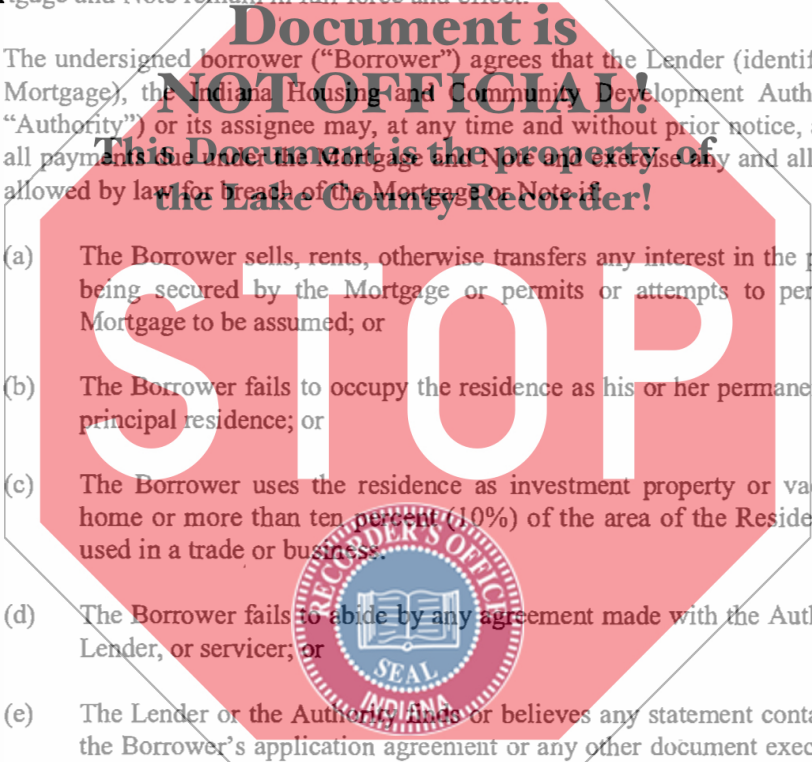 tgage and Note remain in full force and effect.
Document is
The undersigned borrower (“Borrower”) agrees that the Lender (identif
NOT OFFICIAL!
Mortgage), the Indiana Housing and Community Development Auth
“Authority”) or its assignee may, at any time and without prior notice,
This Document is the property of
all payments due under the Mortgage and Note and exercise any and all
the Lake County Recorder!
allowed by law for breach of the Mortgage or Note if:
(a) The Borrower sells, rents, otherwise transfers any interest in the p
being secured by the Mortgage or permits or attempts to per
Mortgage to be assumed; or
STOP
(b) The Borrower fails to occupy the residence as his or her permane
principal residence; or
(c) The Borrower uses the residence as investment property or va
home or more than ten percent (10%) of the area of the Reside
used in a trade or business.
RECORDER'S OFFICE
(d) The Borrower fails to abide by any agreement made with the Auth
Lender, or servicer; or
SEAL
INDIANA
(e) The Lender or the Authority finds or believes any statement conta
the Borrower’s application agreement or any other document exec